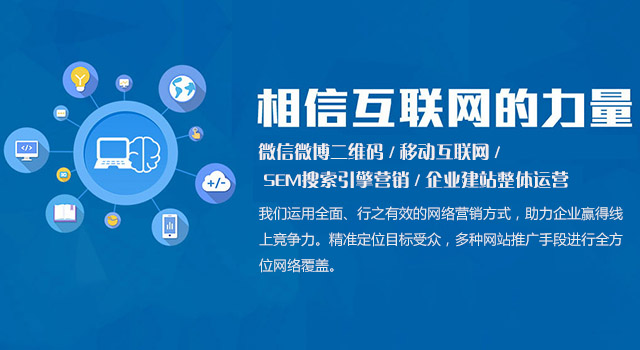 相信互联网的力量
微信微博二维码 / 移动互联网 /
SEM搜索引擎营销 / 企业建站整体运营
我们运用全面、行之有效的网络营销方式，助力企业赢得线
上竞争力。精准定位目标受众，多种网站推广手段进行全方
位网络覆盖。